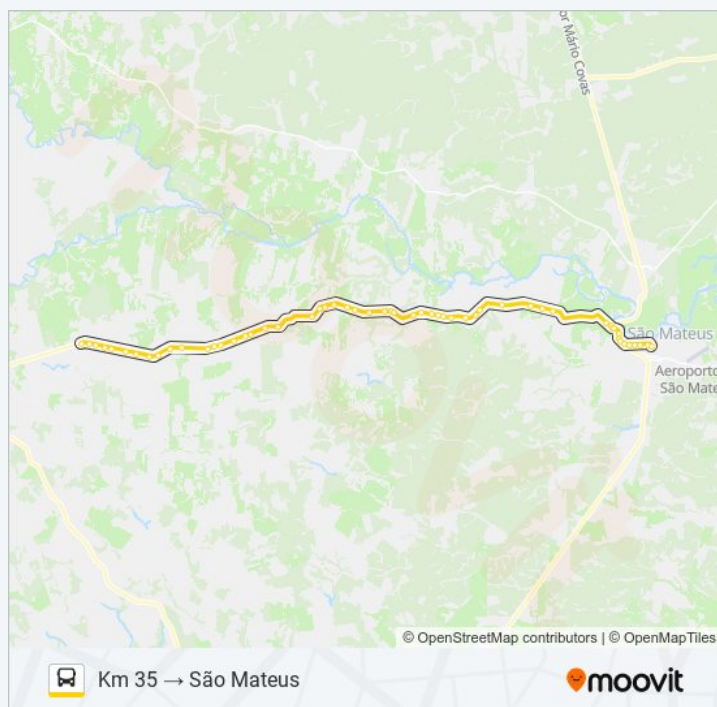 or Mário Covas
São Mateus
Aeroporto
São Mate
© OpenStreetMap contributors | © OpenMapTiles
Km 35 → São Mateus
moovit